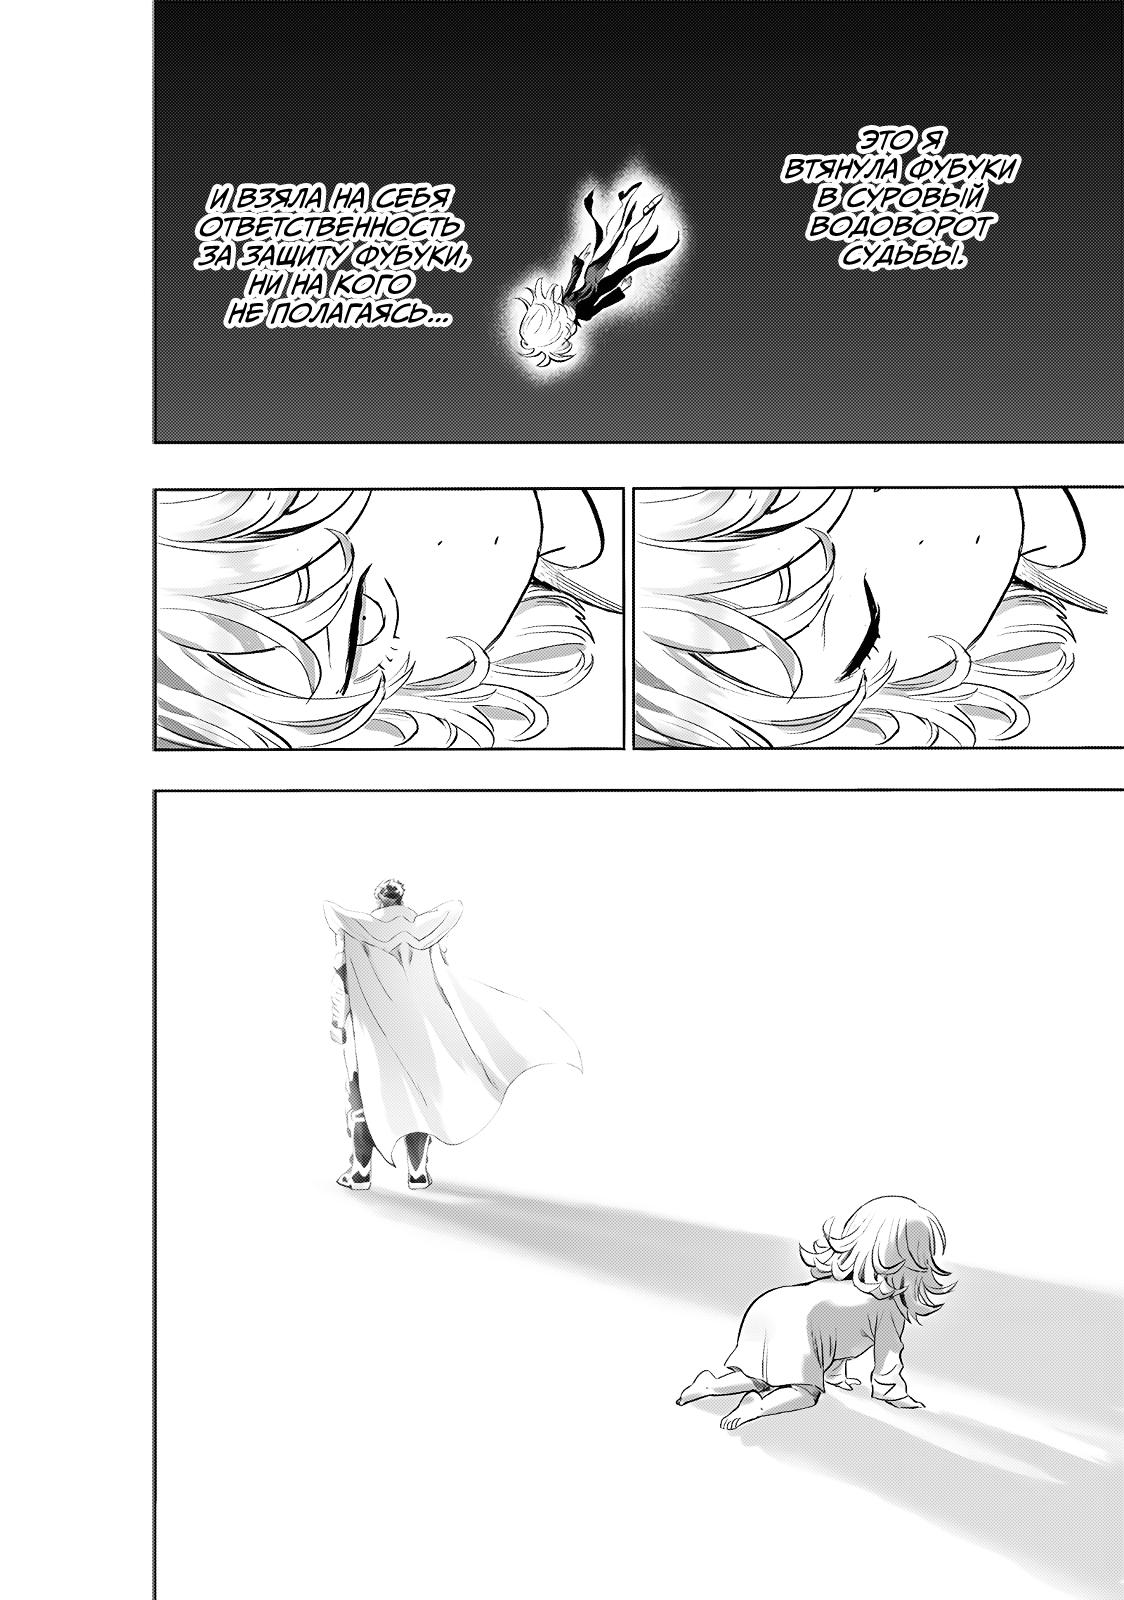 ЭТО Я
ВТЯНУЛА ФУБУКИ
В СУРОВЫЙ
ВОДОВОРОТ
СУДЬБЫ.
И ВЗЯЛА НА СЕБЯ
ОТВЕТСТВЕННОСТЬ
ЗА ЗАЩИТУ ФУБУКИ,
НИ НА КОГО
НЕ ПОЛАГАЯСЬ...